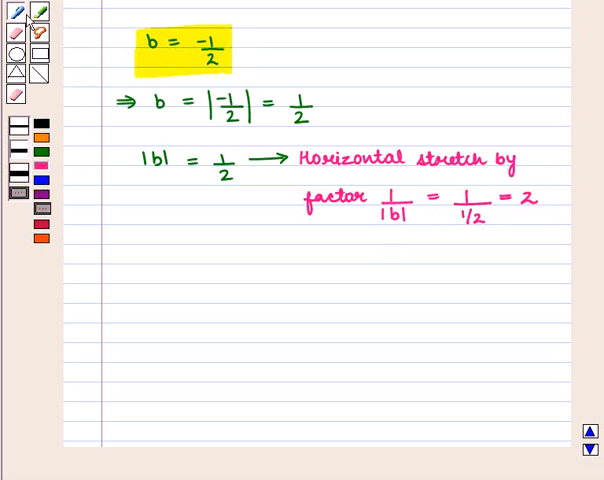 b = -1/2
⇒ b = |-1/2| = 1/2
|b| = 1/2 → Horizontal stretch by
factor 1/|b| = 1/1/2 = 2